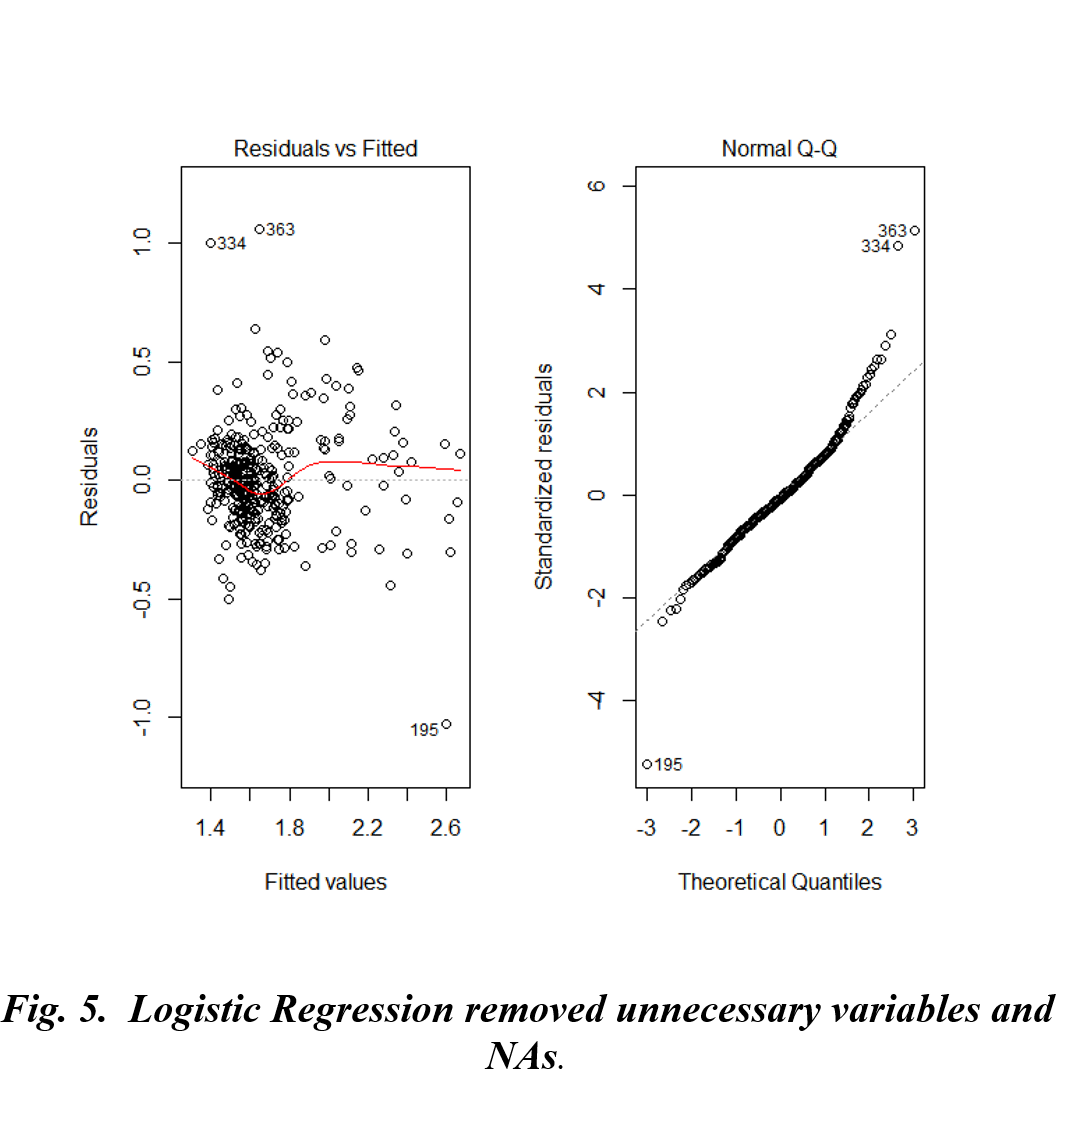 Residuals vs Fitted
Residuals
1.0
0.5
0.0
-0.5
-1.0
334
363
195
1.4 1.8 2.2 2.6
Fitted values
Normal Q-Q
Standardized residuals
6
4
2
0
-2
-4
363
334
195
-3 -2 -1 0 1 2 3
Theoretical Quantiles
Fig. 5. Logistic Regression removed unnecessary variables and
NAs.